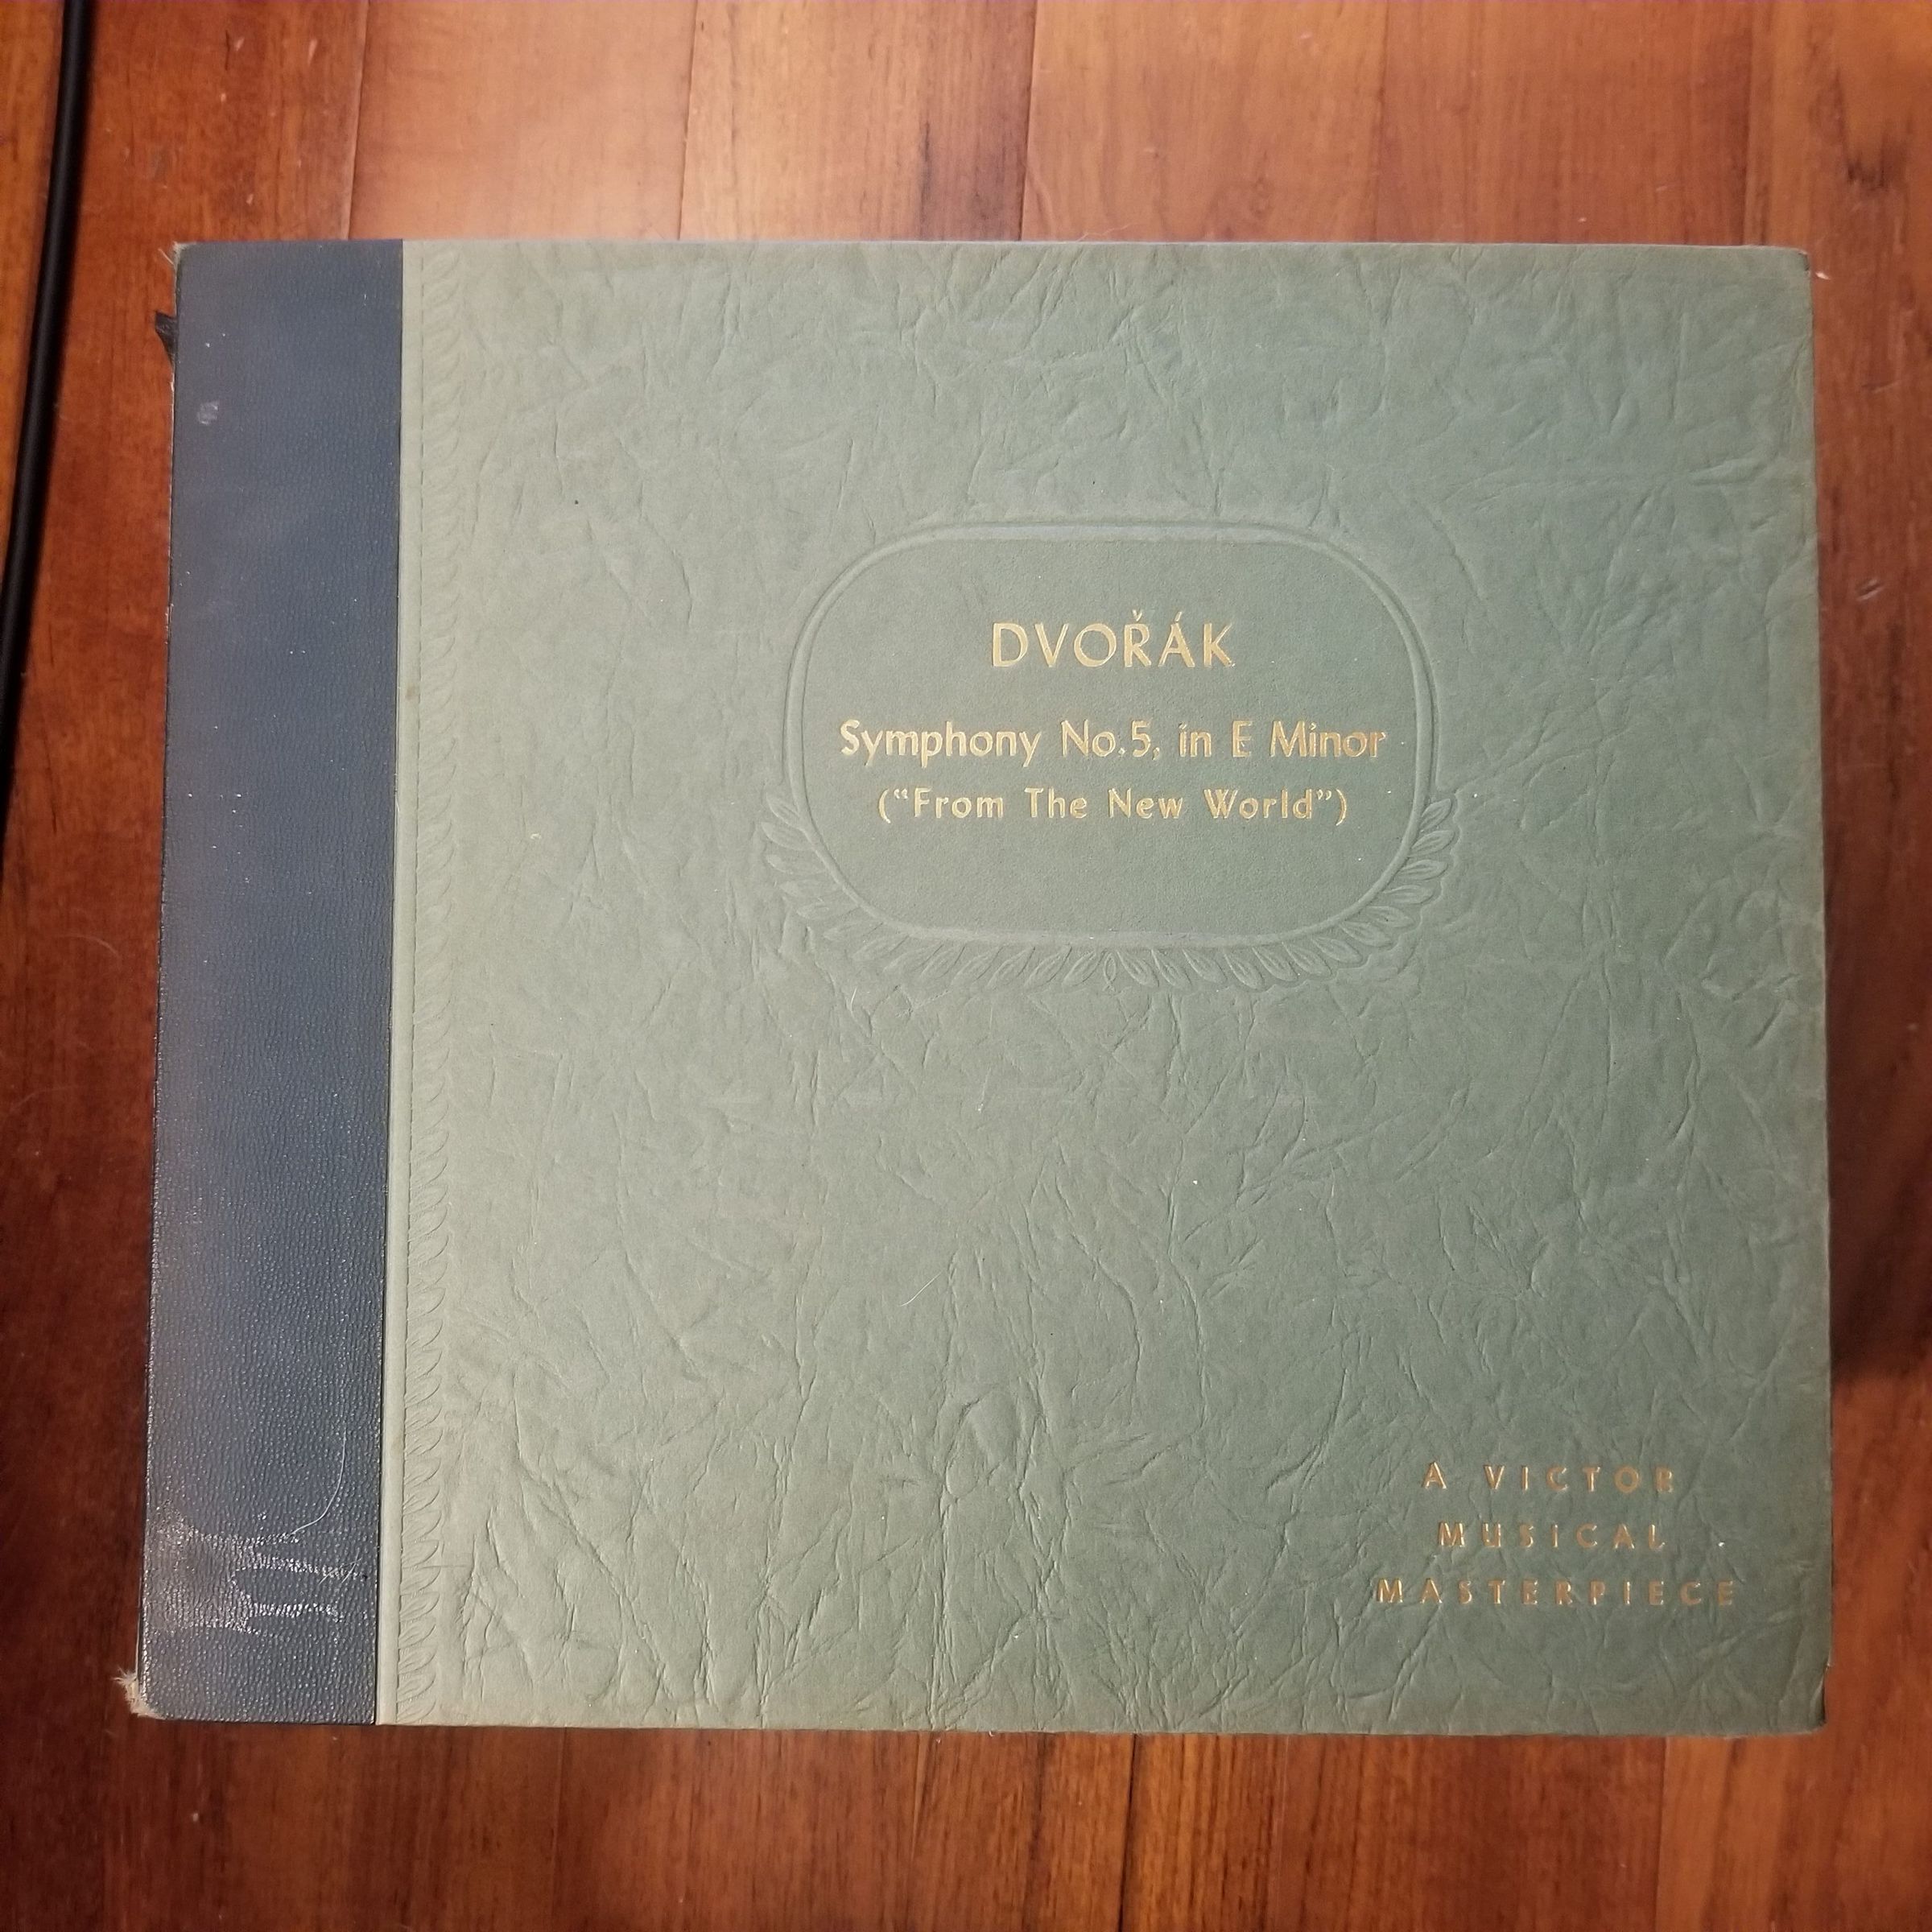 DVOŘÁK
Symphony No.5, in E Minor
("From The New World")
A VICTOR
MUSICAL
MASTERPIECE